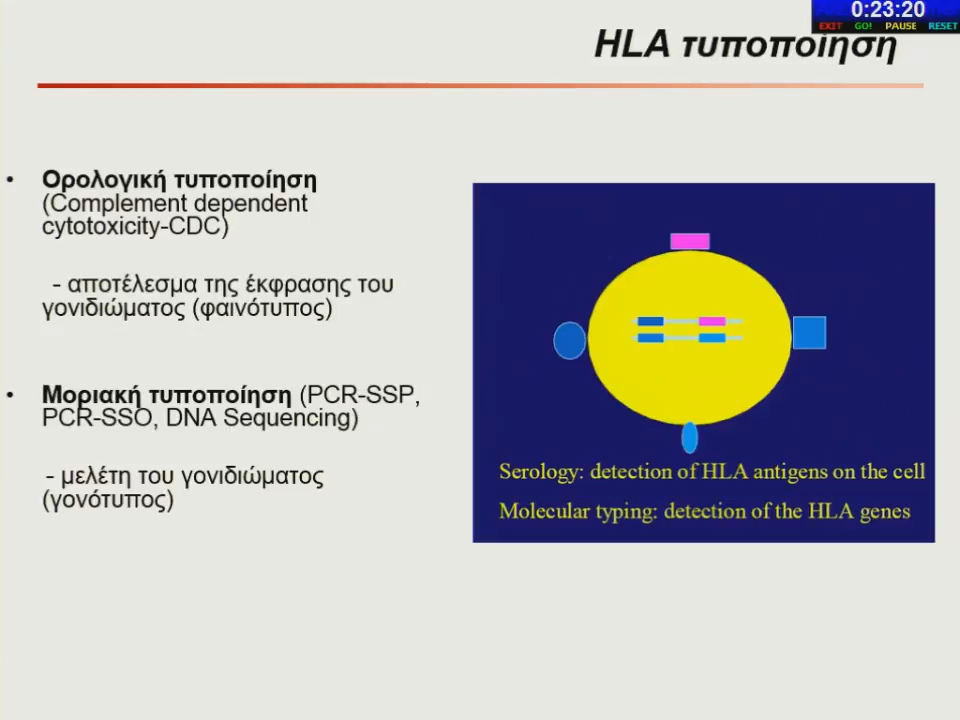 0:23:20
EXIT GO! PAUSE RESET
HLA τυποποίηση
• Ορολογική τυποποίηση
(Complement dependent
cytotoxicity-CDC)
- αποτέλεσμα της έκφρασης του
γονιδιώματος (φαινότυπος)
• Μοριακή τυποποίηση (PCR-SSP,
PCR-SSO, DNA Sequencing)
- μελέτη του γονιδιώματος
(γονότυπος)
Serology: detection of HLA antigens on the cell
Molecular typing: detection of the HLA genes